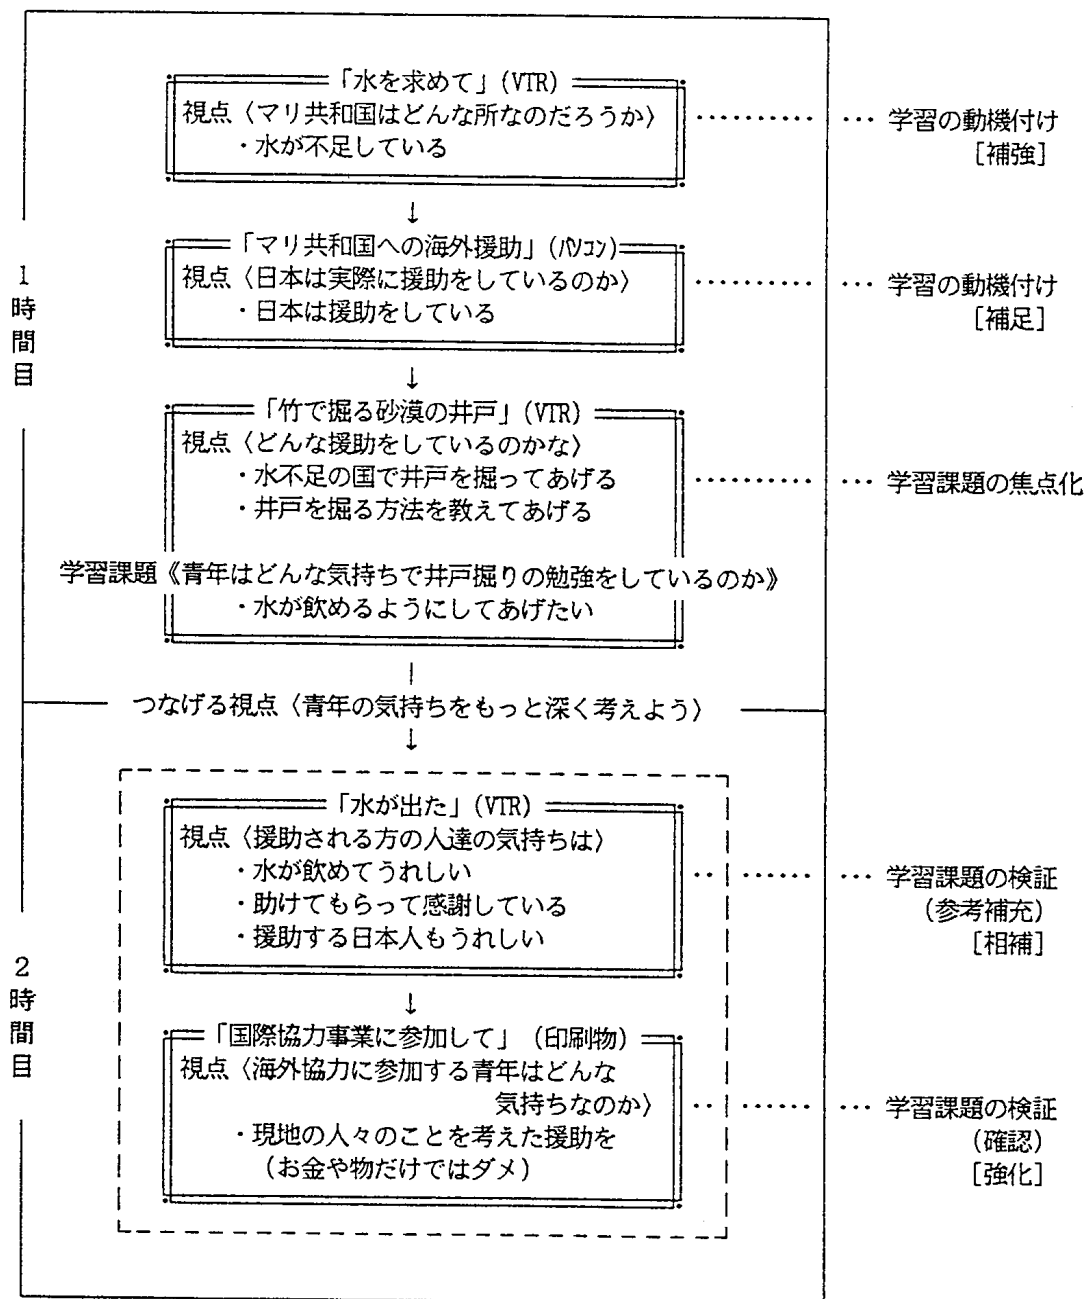 「水を求めて」(VTR)
視点〈マリ共和国はどんな所なのだろうか〉
・水が不足している
・・・ 学習の動機付け
[補強]
↓
「マリ共和国への海外援助」(パソコン)
視点〈日本は実際に援助をしているのか〉
・日本は援助をしている
・・・ 学習の動機付け
[補足]
↓
1時間目
「竹で掘る砂漠の井戸」(VTR)
視点〈どんな援助をしているのかな〉
・水不足の国で井戸を掘ってあげる
・井戸を掘る方法を教えてあげる
・・・ 学習課題の焦点化
学習課題《青年はどんな気持ちで井戸掘りの勉強をしているのか》
・水が飲めるようにしてあげたい
つなげる視点〈青年の気持ちをもっと深く考えよう〉
↓
「水が出た」(VTR)
視点〈援助される方の人達の気持ちは〉
・水が飲めてうれしい
・助けてもらって感謝している
・援助する日本人もうれしい
・・・ 学習課題の検証
(参考補充)
[相補]
↓
2時間目
「国際協力事業に参加して」(印刷物)
視点〈海外協力に参加する青年はどんな
気持ちなのか〉
・現地の人々のことを考えた援助を
(お金や物だけではダメ)
・・・ 学習課題の検証
(確認)
[強化]